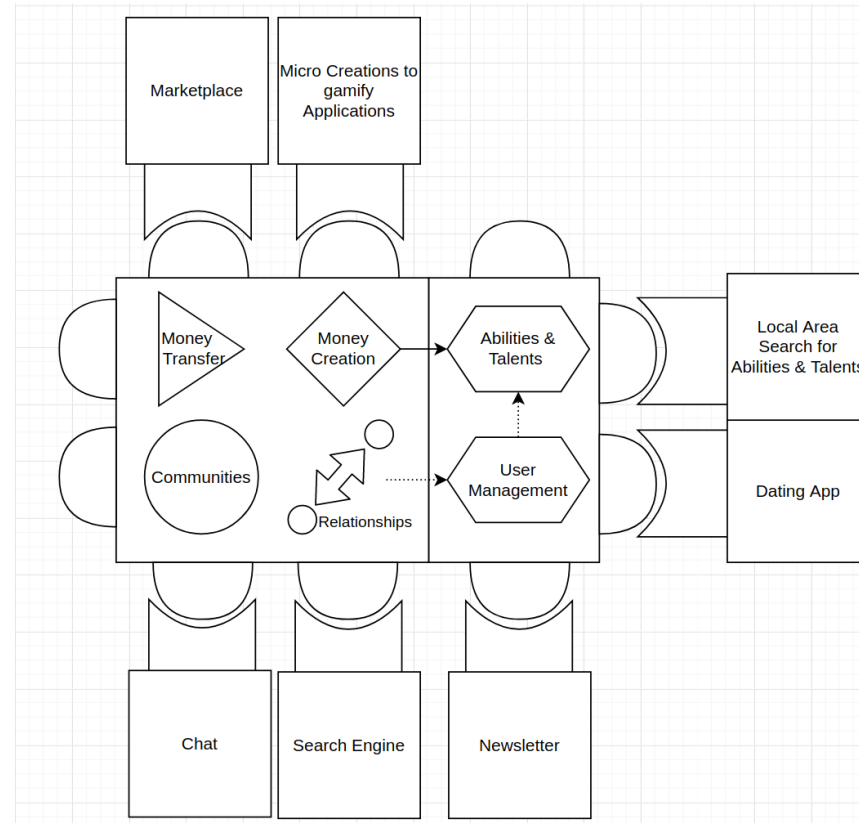 Marketplace
Micro Creations to
gamify
Applications
Money
Transfer
Money
Creation
Abilities &
Talents
Local Area
Search for
Abilities & Talents
Communities
Relationships
User
Management
Dating App
Chat
Search Engine
Newsletter